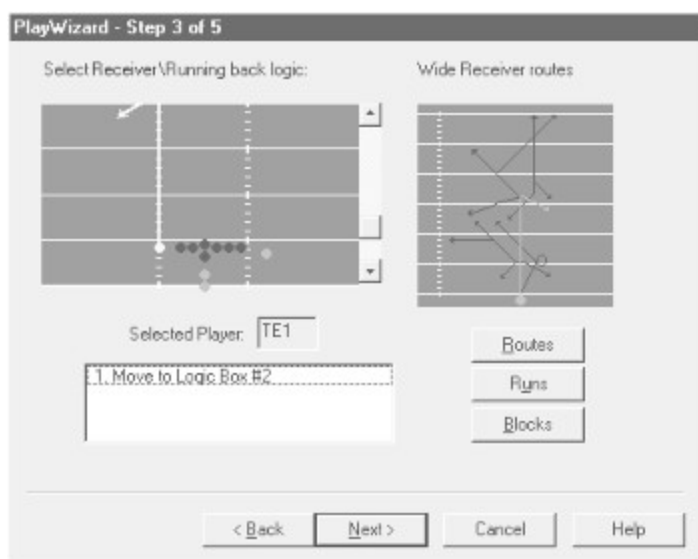 PlayWizard - Step 3 of 5
Select Receiver\Running back logic:
Wide Receiver routes
Selected Player:
TE1
1. Move to Logic Box #2
Routes
Runs
Blocks
< Back
Next >
Cancel
Help